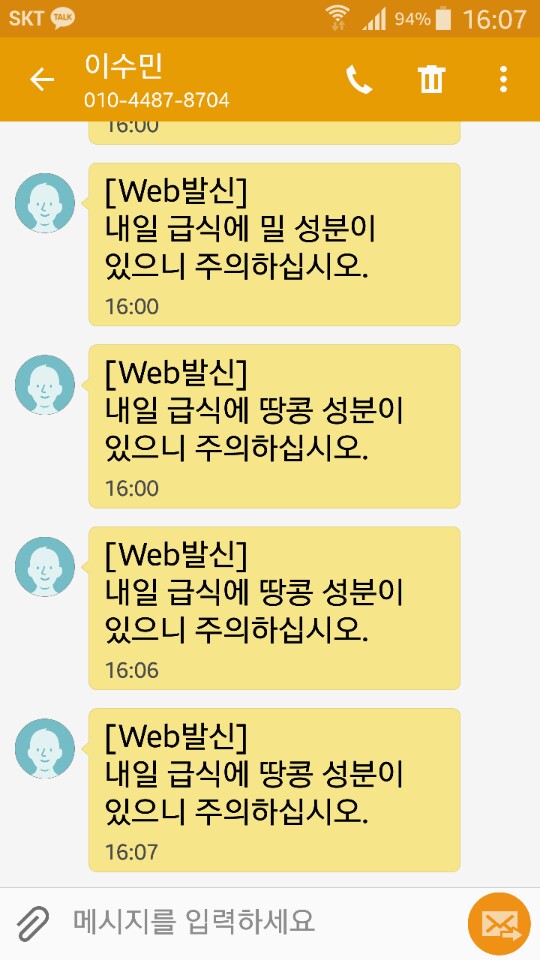 SKT TALK 94% 16:07
이수민
010-4487-8704
16:00
[Web발신]
내일 급식에 밀 성분이
있으니 주의하십시오.
16:00
[Web발신]
내일 급식에 땅콩 성분이
있으니 주의하십시오.
16:00
[Web발신]
내일 급식에 땅콩 성분이
있으니 주의하십시오.
16:06
[Web발신]
내일 급식에 땅콩 성분이
있으니 주의하십시오.
16:07
메시지를 입력하세요